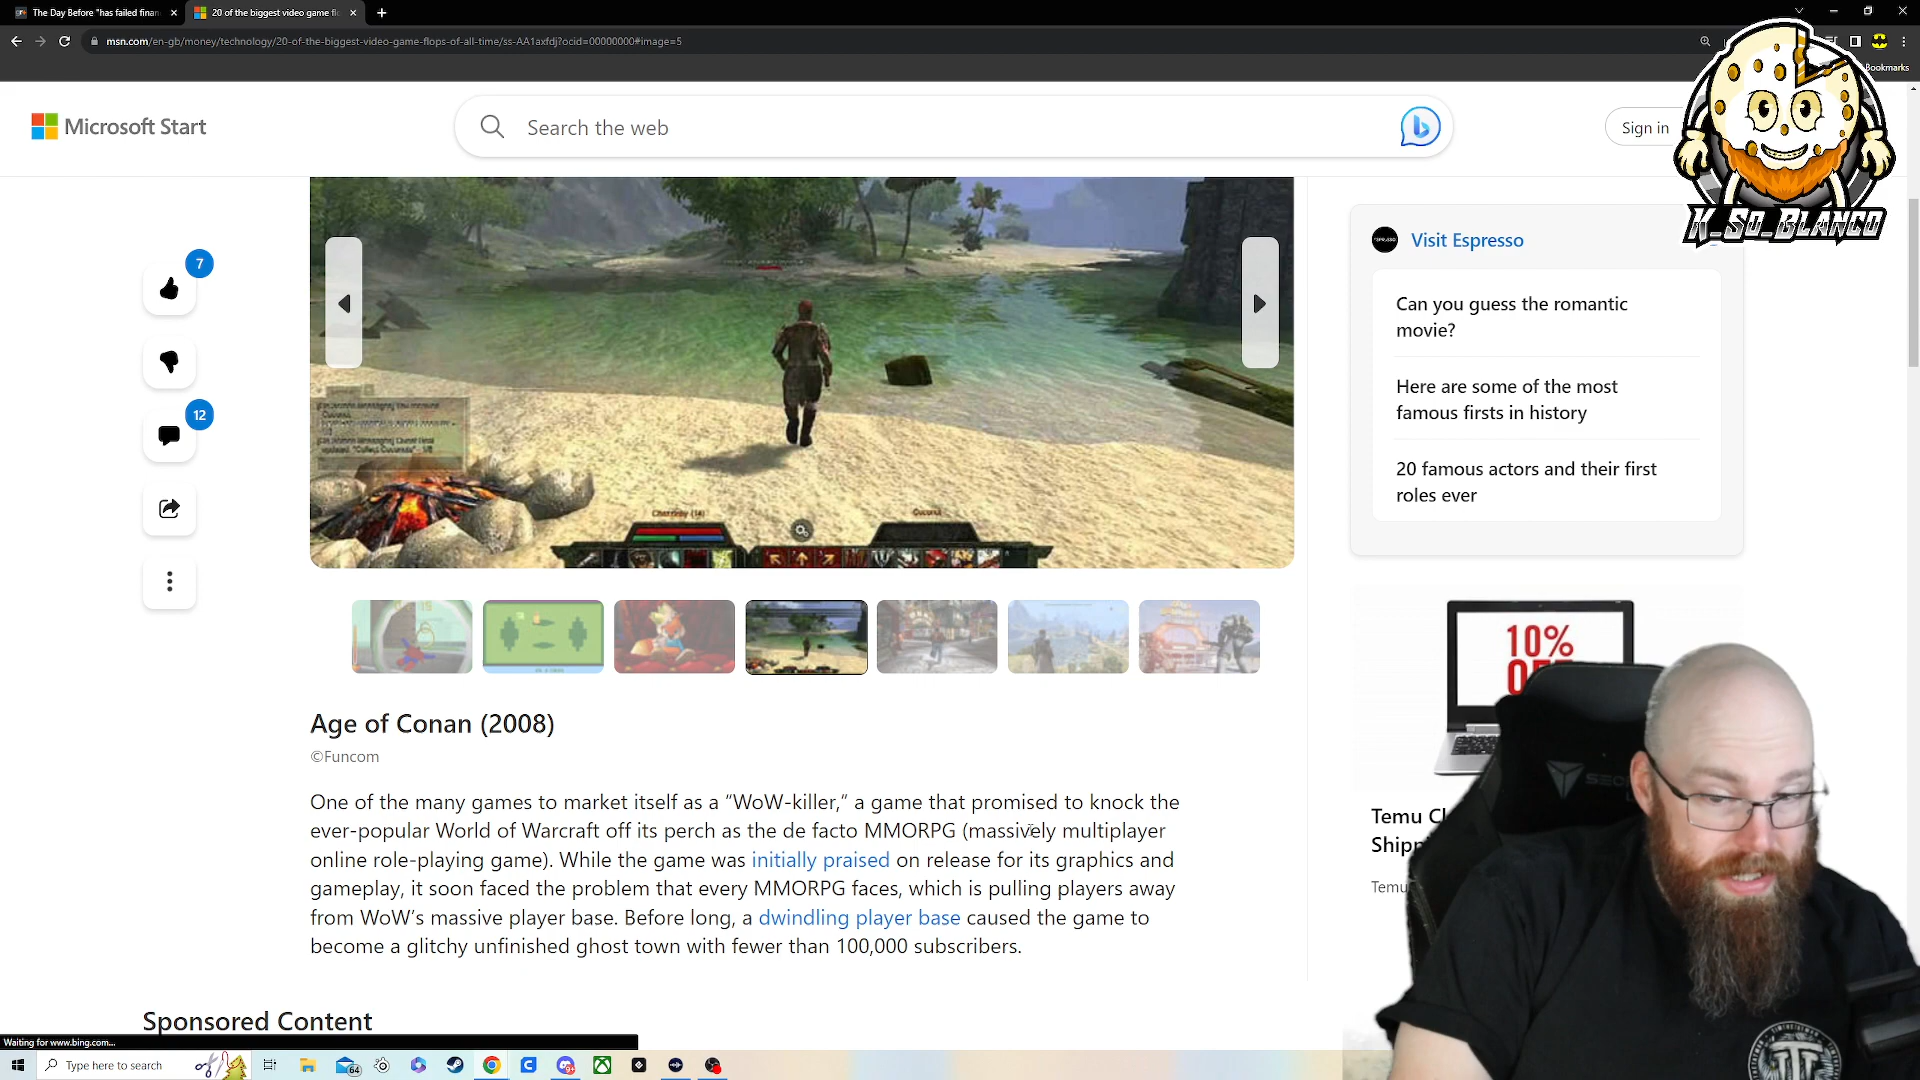 The Day Before "has failed finan
20 of the biggest video game flo
msn.com/en-gb/money/technology/20-of-the-biggest-video-game-flops-of-all-time/ss-AA1axfdj?ocid=00000000#image=5
Bookmarks
Microsoft Start
Search the web
Sign in
K_SO_BLANCO
7
12
Visit Espresso
Can you guess the romantic
movie?
Here are some of the most
famous firsts in history
20 famous actors and their first
roles ever
10%
Temu Cl
Shipp
Temu
Age of Conan (2008)
©Funcom
One of the many games to market itself as a “WoW-killer,“ a game that promised to knock the
ever-popular World of Warcraft off its perch as the de facto MMORPG (massively multiplayer
online role-playing game). While the game was initially praised on release for its graphics and
gameplay, it soon faced the problem that every MMORPG faces, which is pulling players away
from WoW’s massive player base. Before long, a dwindling player base caused the game to
become a glitchy unfinished ghost town with fewer than 100,000 subscribers.
Sponsored Content
Waiting for www.bing.com...
Type here to search
64